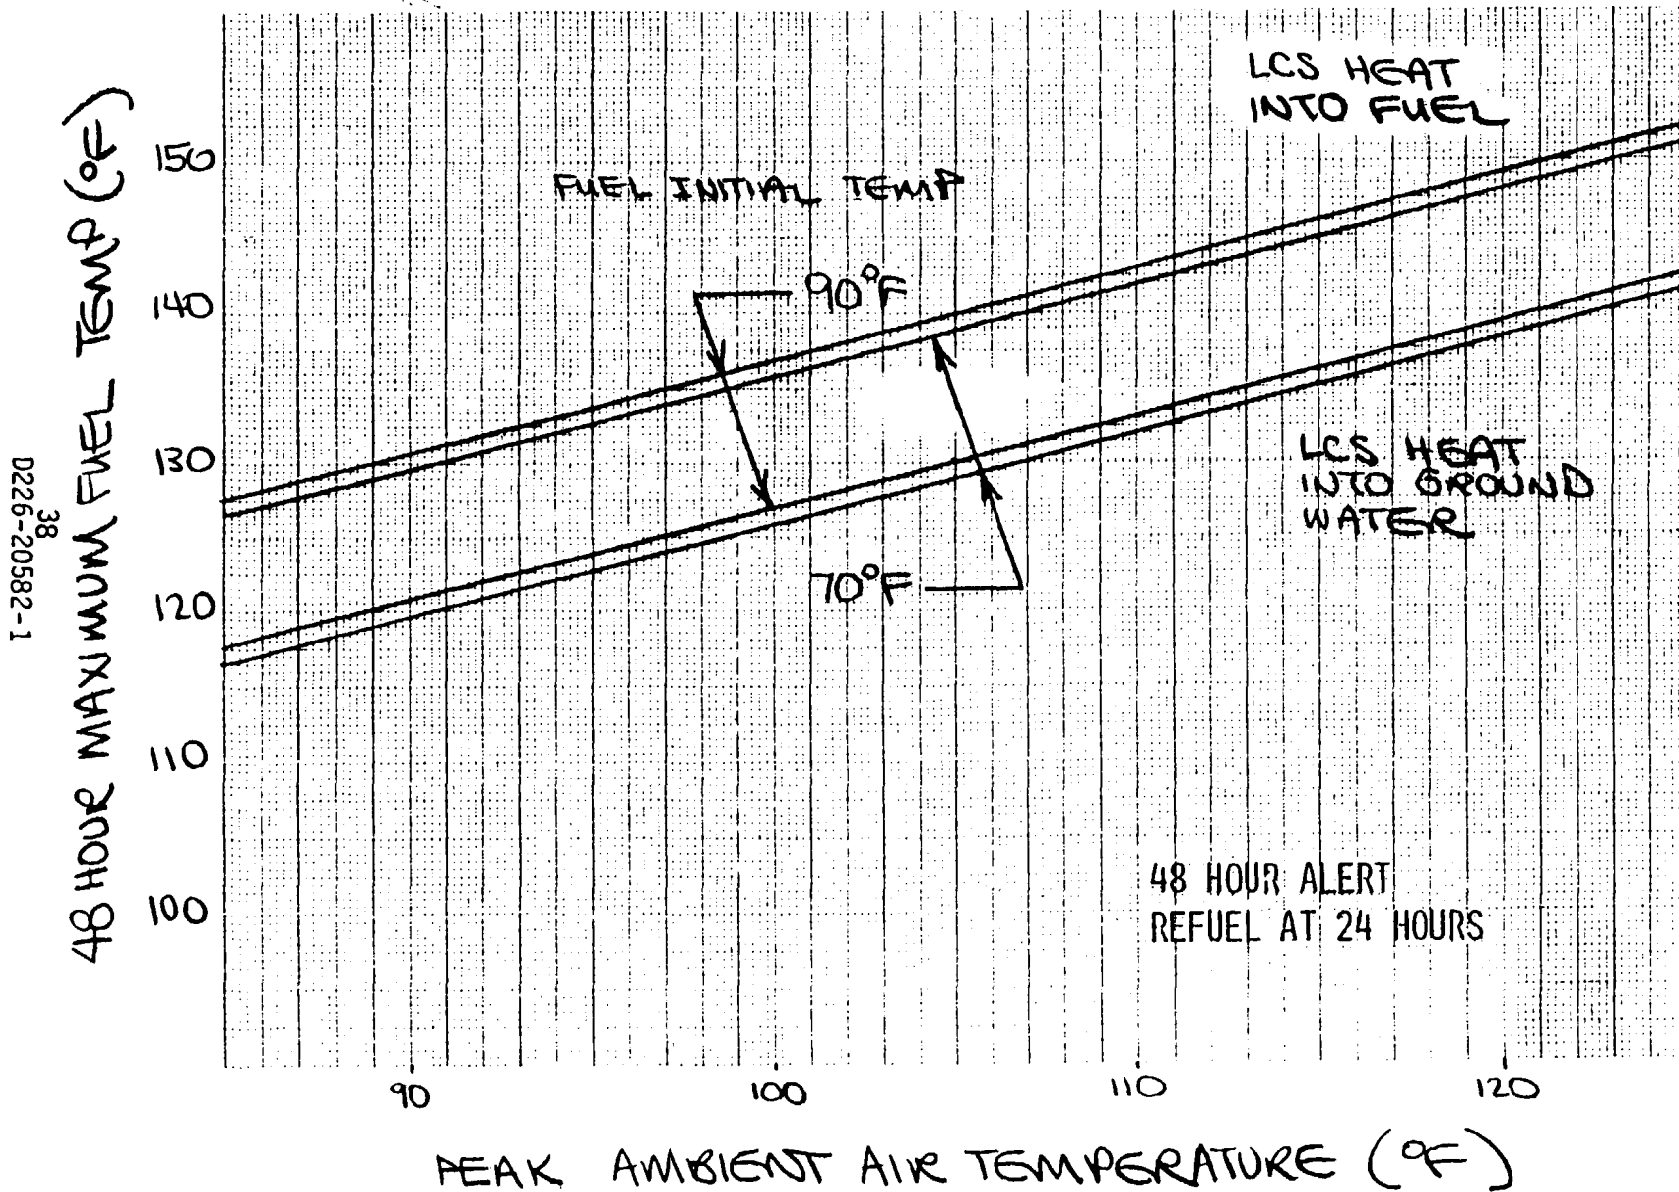 LCS HEAT
INTO FUEL
FUEL INITIAL TEMP
90°F
70°F
LCS HEAT
INTO GROUND
WATER
48 HOUR ALERT
REFUEL AT 24 HOURS
48 HOUR MAXIMUM FUEL TEMP (°F)
150
140
130
120
110
100
90
100
110
120
PEAK AMBIENT AIR TEMPERATURE (°F)
38
D226-20582-1